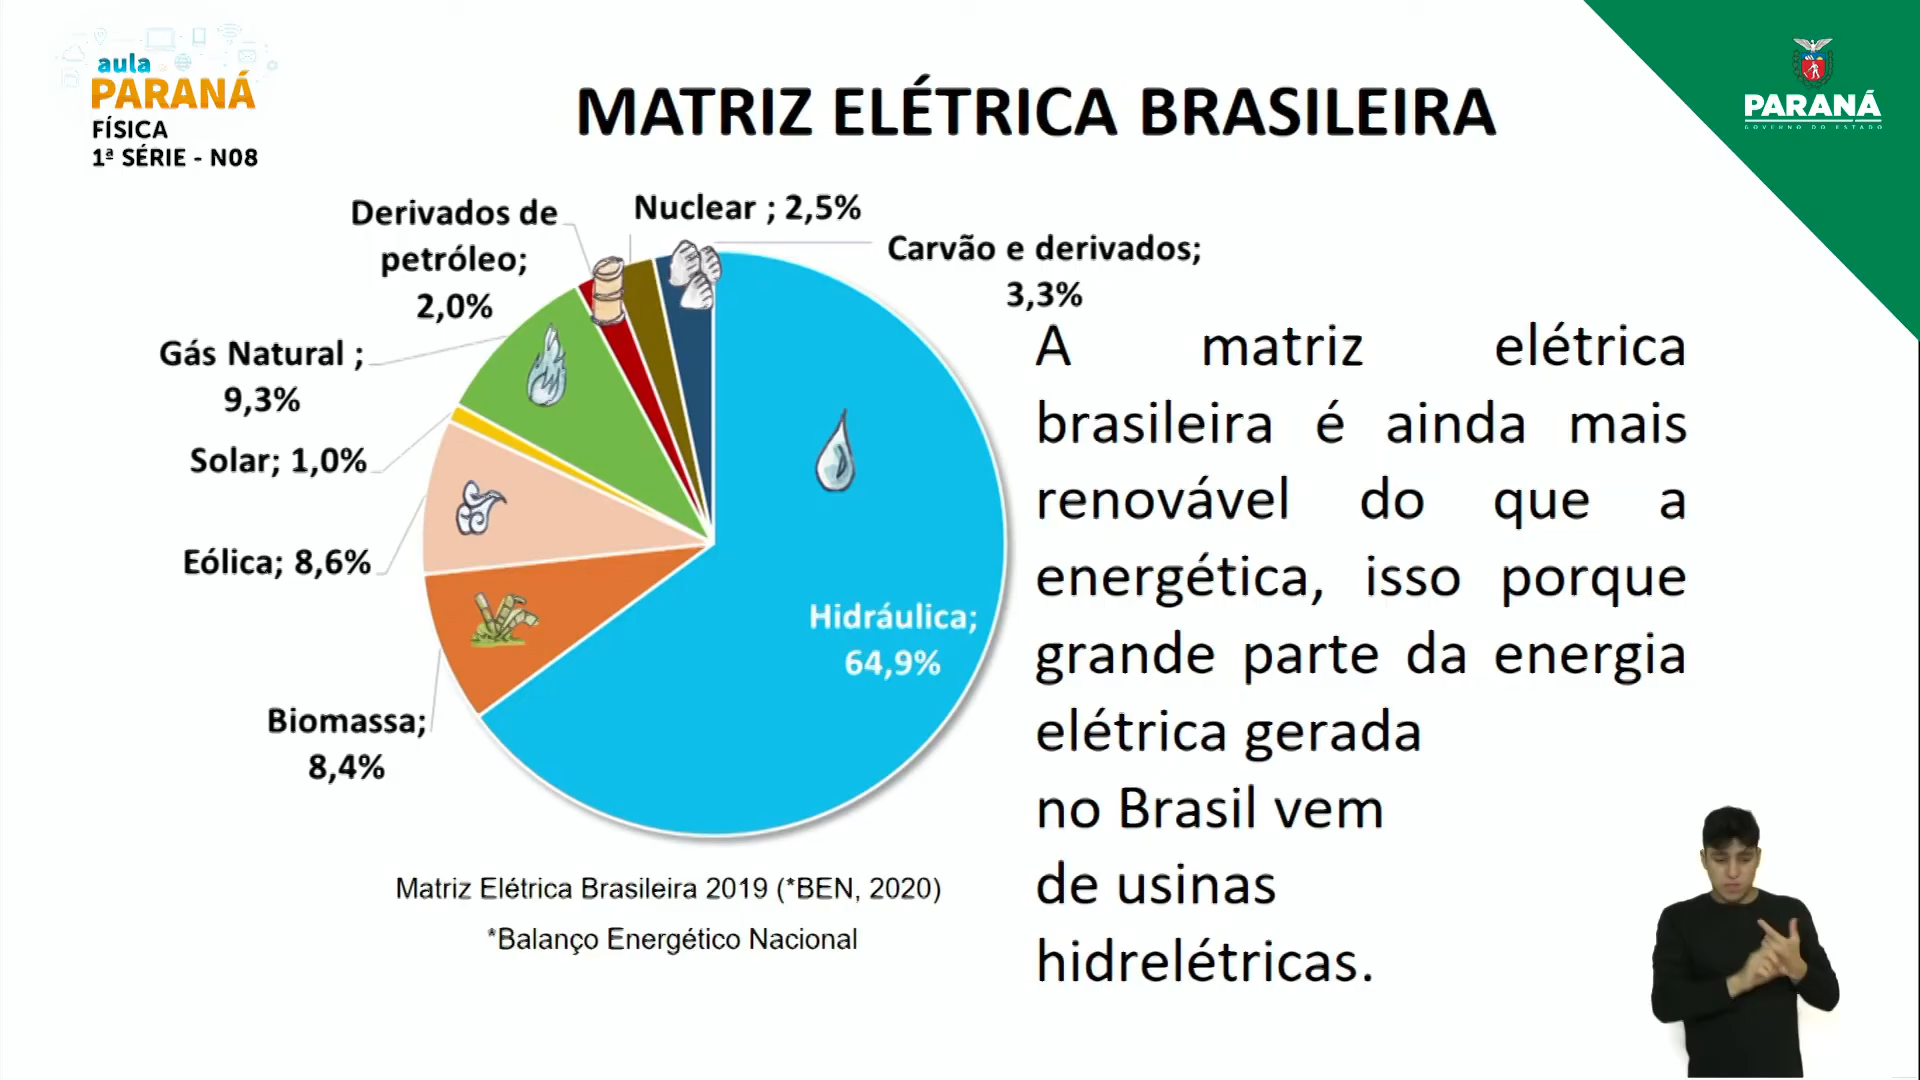 aula
PARANÁ
FÍSICA
1ª SÉRIE - N08
MATRIZ ELÉTRICA BRASILEIRA
PARANÁ
GOVERNO DO ESTADO
Derivados de
petróleo;
2,0%
Nuclear ; 2,5%
Carvão e derivados;
3,3%
Gás Natural ;
9,3%
Solar; 1,0%
Eólica; 8,6%
Biomassa;
8,4%
Hidráulica;
64,9%
Matriz Elétrica Brasileira 2019 (*BEN, 2020)
*Balanço Energético Nacional
A matriz elétrica
brasileira é ainda mais
renovável do que a
energética, isso porque
grande parte da energia
elétrica gerada
no Brasil vem
de usinas
hidrelétricas.